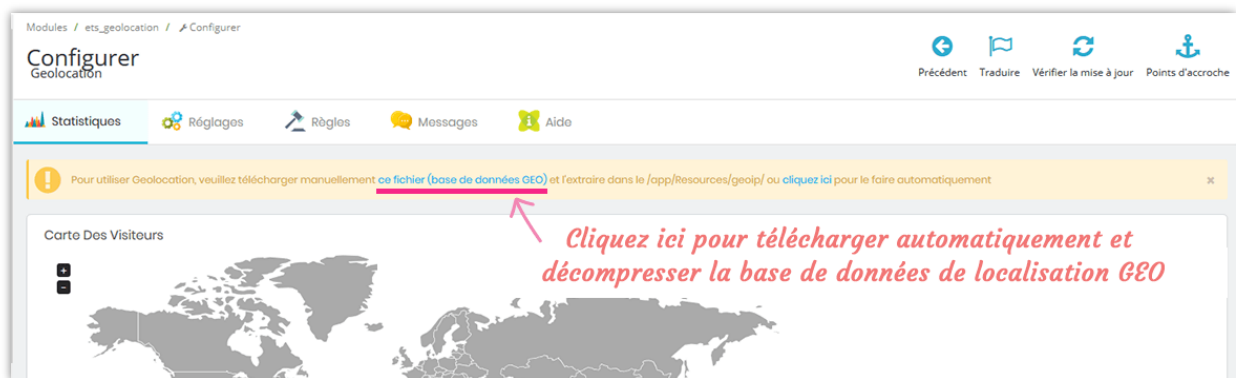 Modules / ets_geolocation / Configurer
Configurer
Geolocation
Précédent Traduire Vérifier la mise à jour Points d'accroche
Statistiques Réglages Règles Messages Aide
Pour utiliser Geolocation, veuillez télécharger manuellement ce fichier (base de données GEO) et l'extraire dans le /app/Resources/geoip/ ou cliquez ici pour le faire automatiquement ×
Carte Des Visiteurs
+
-
Cliquez ici pour télécharger automatiquement et
décompresser la base de données de localisation GEO